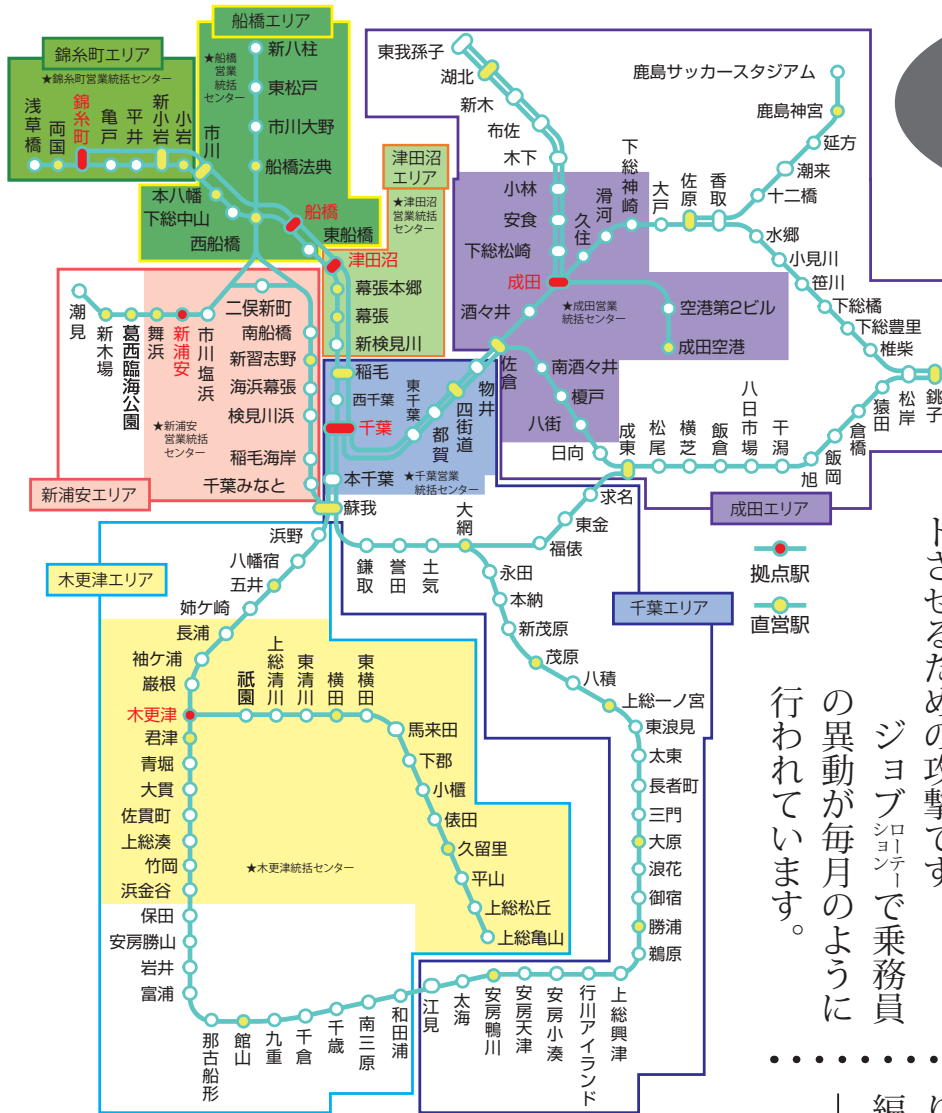 船橋エリア
錦糸町エリア
★錦糸町営業統括センター
★船橋
営業
統括
センター
浅草橋
両国
錦糸町
亀戸
平井
新小岩
小岩
市川
新八柱
東松戸
市川大野
船橋法典
本八幡
下総中山
西船橋
船橋
東船橋
津田沼
エリア
★津田沼
営業統括
センター
津田沼
幕張本郷
幕張
新検見川
稲毛
西千葉
千葉
東千葉
都賀
四街道
物井
佐倉
本千葉
★千葉営業
統括センター
蘇我
潮見
新木場
葛西臨海公園
舞浜
新浦安
市川塩浜
二俣新町
南船橋
新習志野
海浜幕張
検見川浜
稲毛海岸
千葉みなと
★新浦安
営業統括
センター
新浦安エリア
東我孫子
湖北
新木
布佐
木下
小林
安食
下総松崎
成田
久住
滑河
下総神崎
大戸
佐原
香取
十二橋
潮来
延方
鹿島神宮
鹿島サッカースタジアム
水郷
小見川
笹川
下総橘
下総豊里
椎柴
松岸
銚子
酒々井
★成田営業
統括センター
空港第2ビル
成田空港
南酒々井
榎戸
八街
日向
成東
松尾
横芝
飯倉
八日市場
干潟
旭
飯岡
倉橋
猿田
成田エリア
求名
東金
福俵
大網
土気
誉田
鎌取
永田
本納
新茂原
茂原
八積
上総一ノ宮
東浪見
太東
長者町
三門
大原
浪花
御宿
勝浦
鵜原
上総興津
行川アイランド
安房小湊
安房天津
安房鴨川
太海
江見
和田浦
南三原
千歳
千倉
九重
館山
那古船形
富浦
岩井
安房勝山
保田
浜金谷
竹岡
上総湊
佐貫町
大貫
青堀
君津
木更津
巌根
袖ケ浦
長浦
姉ケ崎
五井
八幡宿
浜野
木更津エリア
祇園
上総清川
東清川
横田
東横田
馬来田
下郡
小櫃
俵田
久留里
平山
上総松丘
上総亀山
★木更津統括センター
千葉エリア
拠点駅
直営駅
トさせるための攻撃です
ジョブローテーションで乗務員
の異動が毎月のように
行われています。